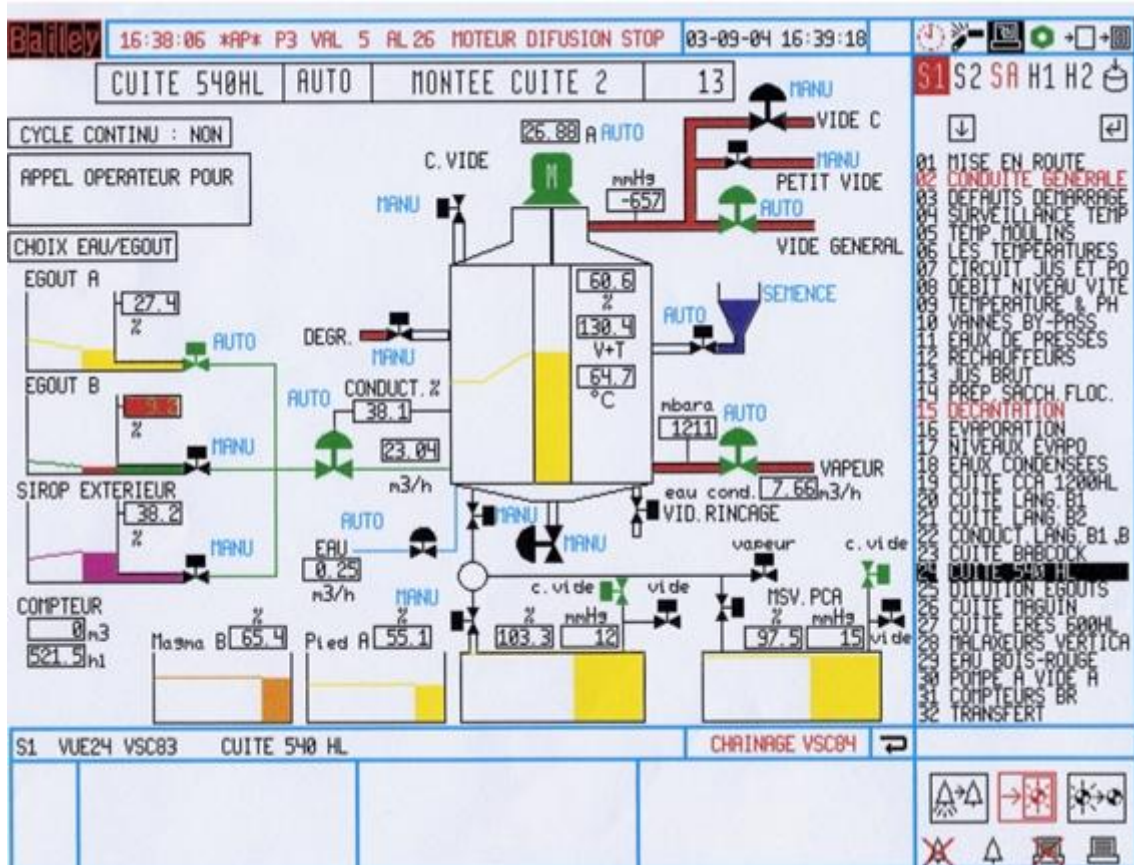 Bailey
16:38:06 *AP* P3 VAL 5 AL26 MOTEUR DIFUSION STOP
03-09-04 16:39:18
CUITE 540HL AUTO MONTEE CUITE 2 13
S1 S2 SA H1 H2
CYCLE CONTINU : NON
APPEL OPERATEUR POUR
CHOIX EAU/EGOUT
26.88 A AUTO
M
C.VIDE
MANU
MANU
VIDE C
MANU
PETIT VIDE
mmHg
-657
AUTO
VIDE GENERAL
EGOUT A
27.4
%
AUTO
EGOUT B
%
MANU
SIROP EXTERIEUR
38.2
%
MANU
COMPTEUR
0 m3
521.5 hl
DEGR.
MANU
AUTO
CONDUCT.%
38.1
23.04
m3/h
60.6
%
130.4
V+T
64.7
°C
AUTO
SEMENCE
mbara
1211
AUTO
VAPEUR
eau cond. 7.66 m3/h
MANU
VID.RINCAGE
MANU
AUTO
EAU
0.25
m3/h
MANU
vapeur
c.vide
c.vide
vide
vide
Magma B
%
65.4
Pied A
%
55.1
%
103.3
mmHg
12
MSV.PCA
%
97.5
mmHg
15
01 MISE EN ROUTE
02 CONDUITE GENERALE
03 DEFAUTS DEMARRAGE
04 SURVEILLANCE TEMP
05 TEMP MOULINS
06 LES TEMPERATURES
07 CIRCUIT JUS ET PO
08 DEBIT NIVEAU VITE
09 TEMPERATURE & PH
10 VANNES BY-PASS
11 EAUX DE PRESSES
12 RECHAUFFEURS
13 JUS BRUT
14 PREP SACCH.FLOC.
15 DECANTATION
16 EVAPORATION
17 NIVEAUX EVAPO
18 EAUX CONDENSEES
19 CUITE CCA 1200HL
20 CUITE LANG.B1
21 CUITE LANG.B2
22 CONDUCT LANG.B1,B
23 CUITE BABCOCK
24 CUITE 540 HL
25 DILUTION EGOUTS
26 CUITE MAGUIN
27 CUITE ERES 600HL
28 MALAXEURS VERTICA
29 EAU BOIS-ROUGE
30 POMPE A VIDE A
31 COMPTEURS BR
32 TRANSFERT
S1 VUE24 VSC83 CUITE 540 HL
CHAINAGE VSC84